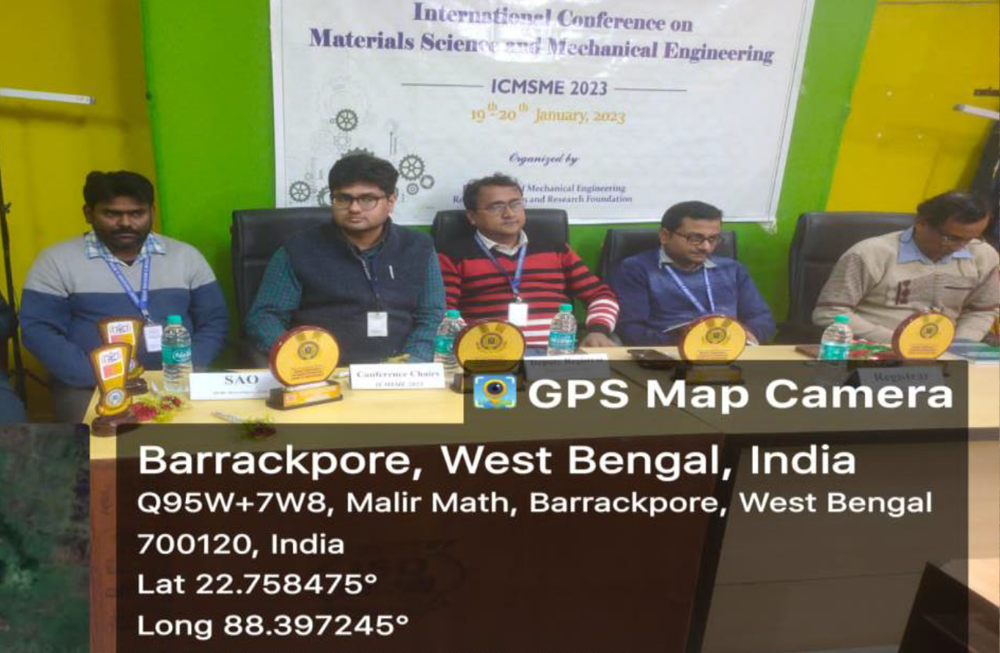 International Conference on
Materials Science and Mechanical Engineering
ICMSME 2023
19th-20th January, 2023
Organized by
Mechanical Engineering
and Research Foundation
SAO
Conference Chairs
ICMSME 2023
Registrar
GPS Map Camera
Barrackpore, West Bengal, India
Q95W+7W8, Malir Math, Barrackpore, West Bengal
700120, India
Lat 22.758475°
Long 88.397245°